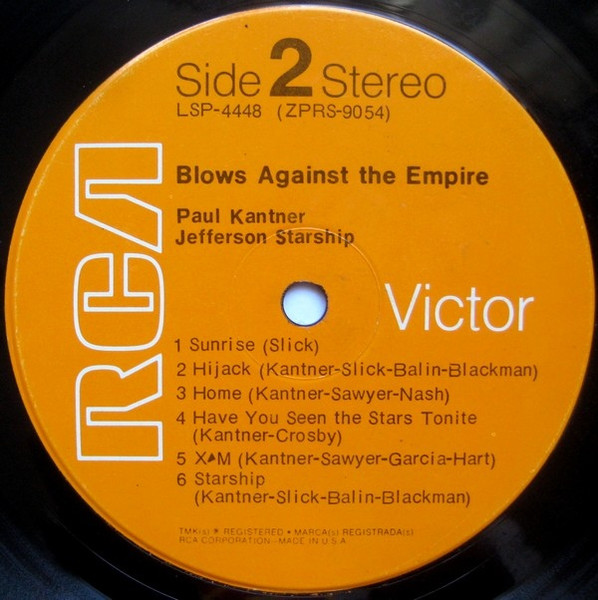 Side 2 Stereo
LSP-4448 (ZPRS-9054)
Blows Against the Empire
Paul Kantner
Jefferson Starship
RCA
Victor
1 Sunrise (Slick)
2 Hijack (Kantner-Slick-Balin-Blackman)
3 Home (Kantner-Sawyer-Nash)
4 Have You Seen the Stars Tonite
(Kantner-Crosby)
5 X▲M (Kantner-Sawyer-Garcia-Hart)
6 Starship
(Kantner-Slick-Balin-Blackman)
TMK(s) ® REGISTERED • MARCA(s) REGISTRADA(s)
RCA CORPORATION—MADE IN U.S.A